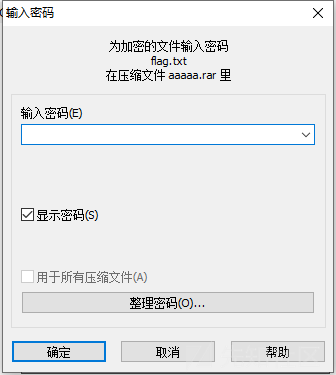 输入密码
为加密的文件输入密码
flag.txt
在压缩文件 aaaaa.rar 里
输入密码(E)
显示密码(S)
用于所有压缩文件(A)
整理密码(O)...
确定
取消
帮助